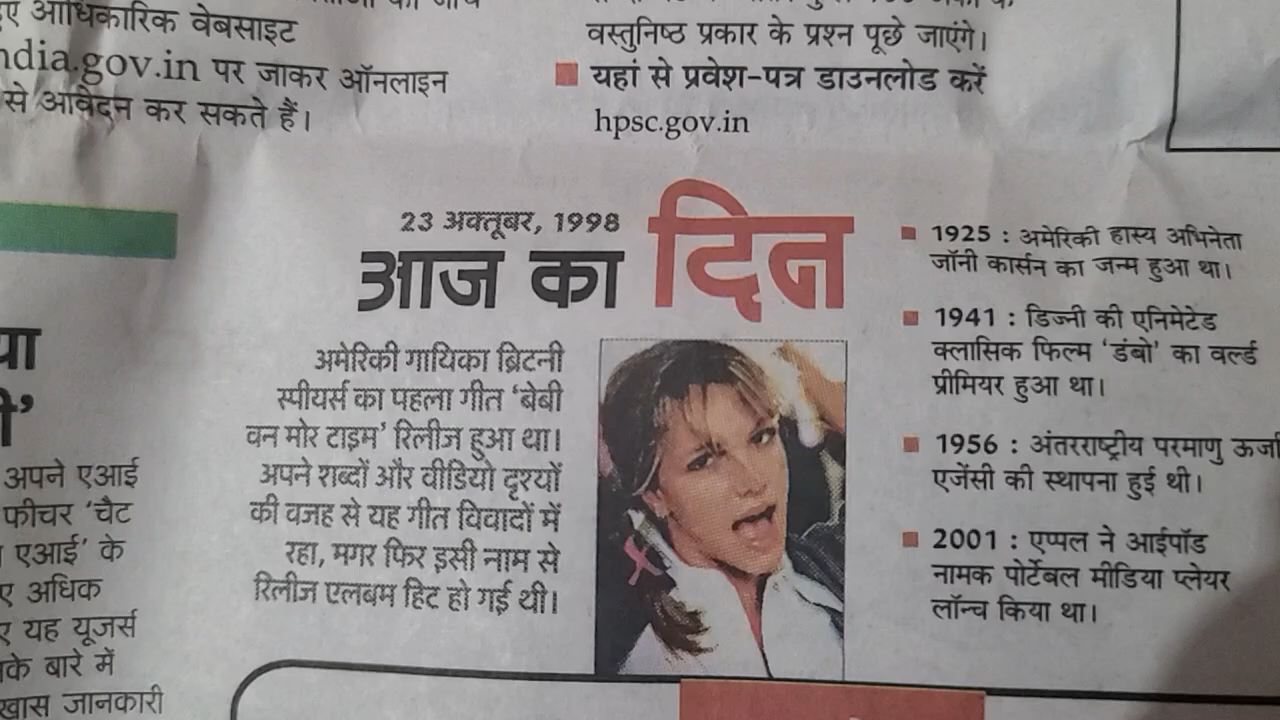 ए आधिकारिक वेबसाइट
ndia.gov.in पर जाकर ऑनलाइन
से आवेदन कर सकते हैं।
वस्तुनिष्ठ प्रकार के प्रश्न पूछे जाएंगे।
यहां से प्रवेश-पत्र डाउनलोड करें
hpsc.gov.in
23 अक्तूबर, 1998
आज का दिन
अमेरिकी गायिका ब्रिटनी
स्पीयर्स का पहला गीत ‘बेबी
वन मोर टाइम’ रिलीज हुआ था।
अपने शब्दों और वीडियो दृश्यों
की वजह से यह गीत विवादों में
रहा, मगर फिर इसी नाम से
रिलीज एलबम हिट हो गई थी।
1925 : अमेरिकी हास्य अभिनेता
जॉनी कार्सन का जन्म हुआ था।
1941 : डिज्नी की एनिमेटेड
क्लासिक फिल्म ‘डंबो’ का वर्ल्ड
प्रीमियर हुआ था।
1956 : अंतरराष्ट्रीय परमाणु ऊर्जा
एजेंसी की स्थापना हुई थी।
2001 : एप्पल ने आईपॉड
नामक पोर्टेबल मीडिया प्लेयर
लॉन्च किया था।
अपने एआई
फीचर ‘चैट
एआई’ के
ए अधिक
ए यह यूजर्स
के बारे में
खास जानकारी